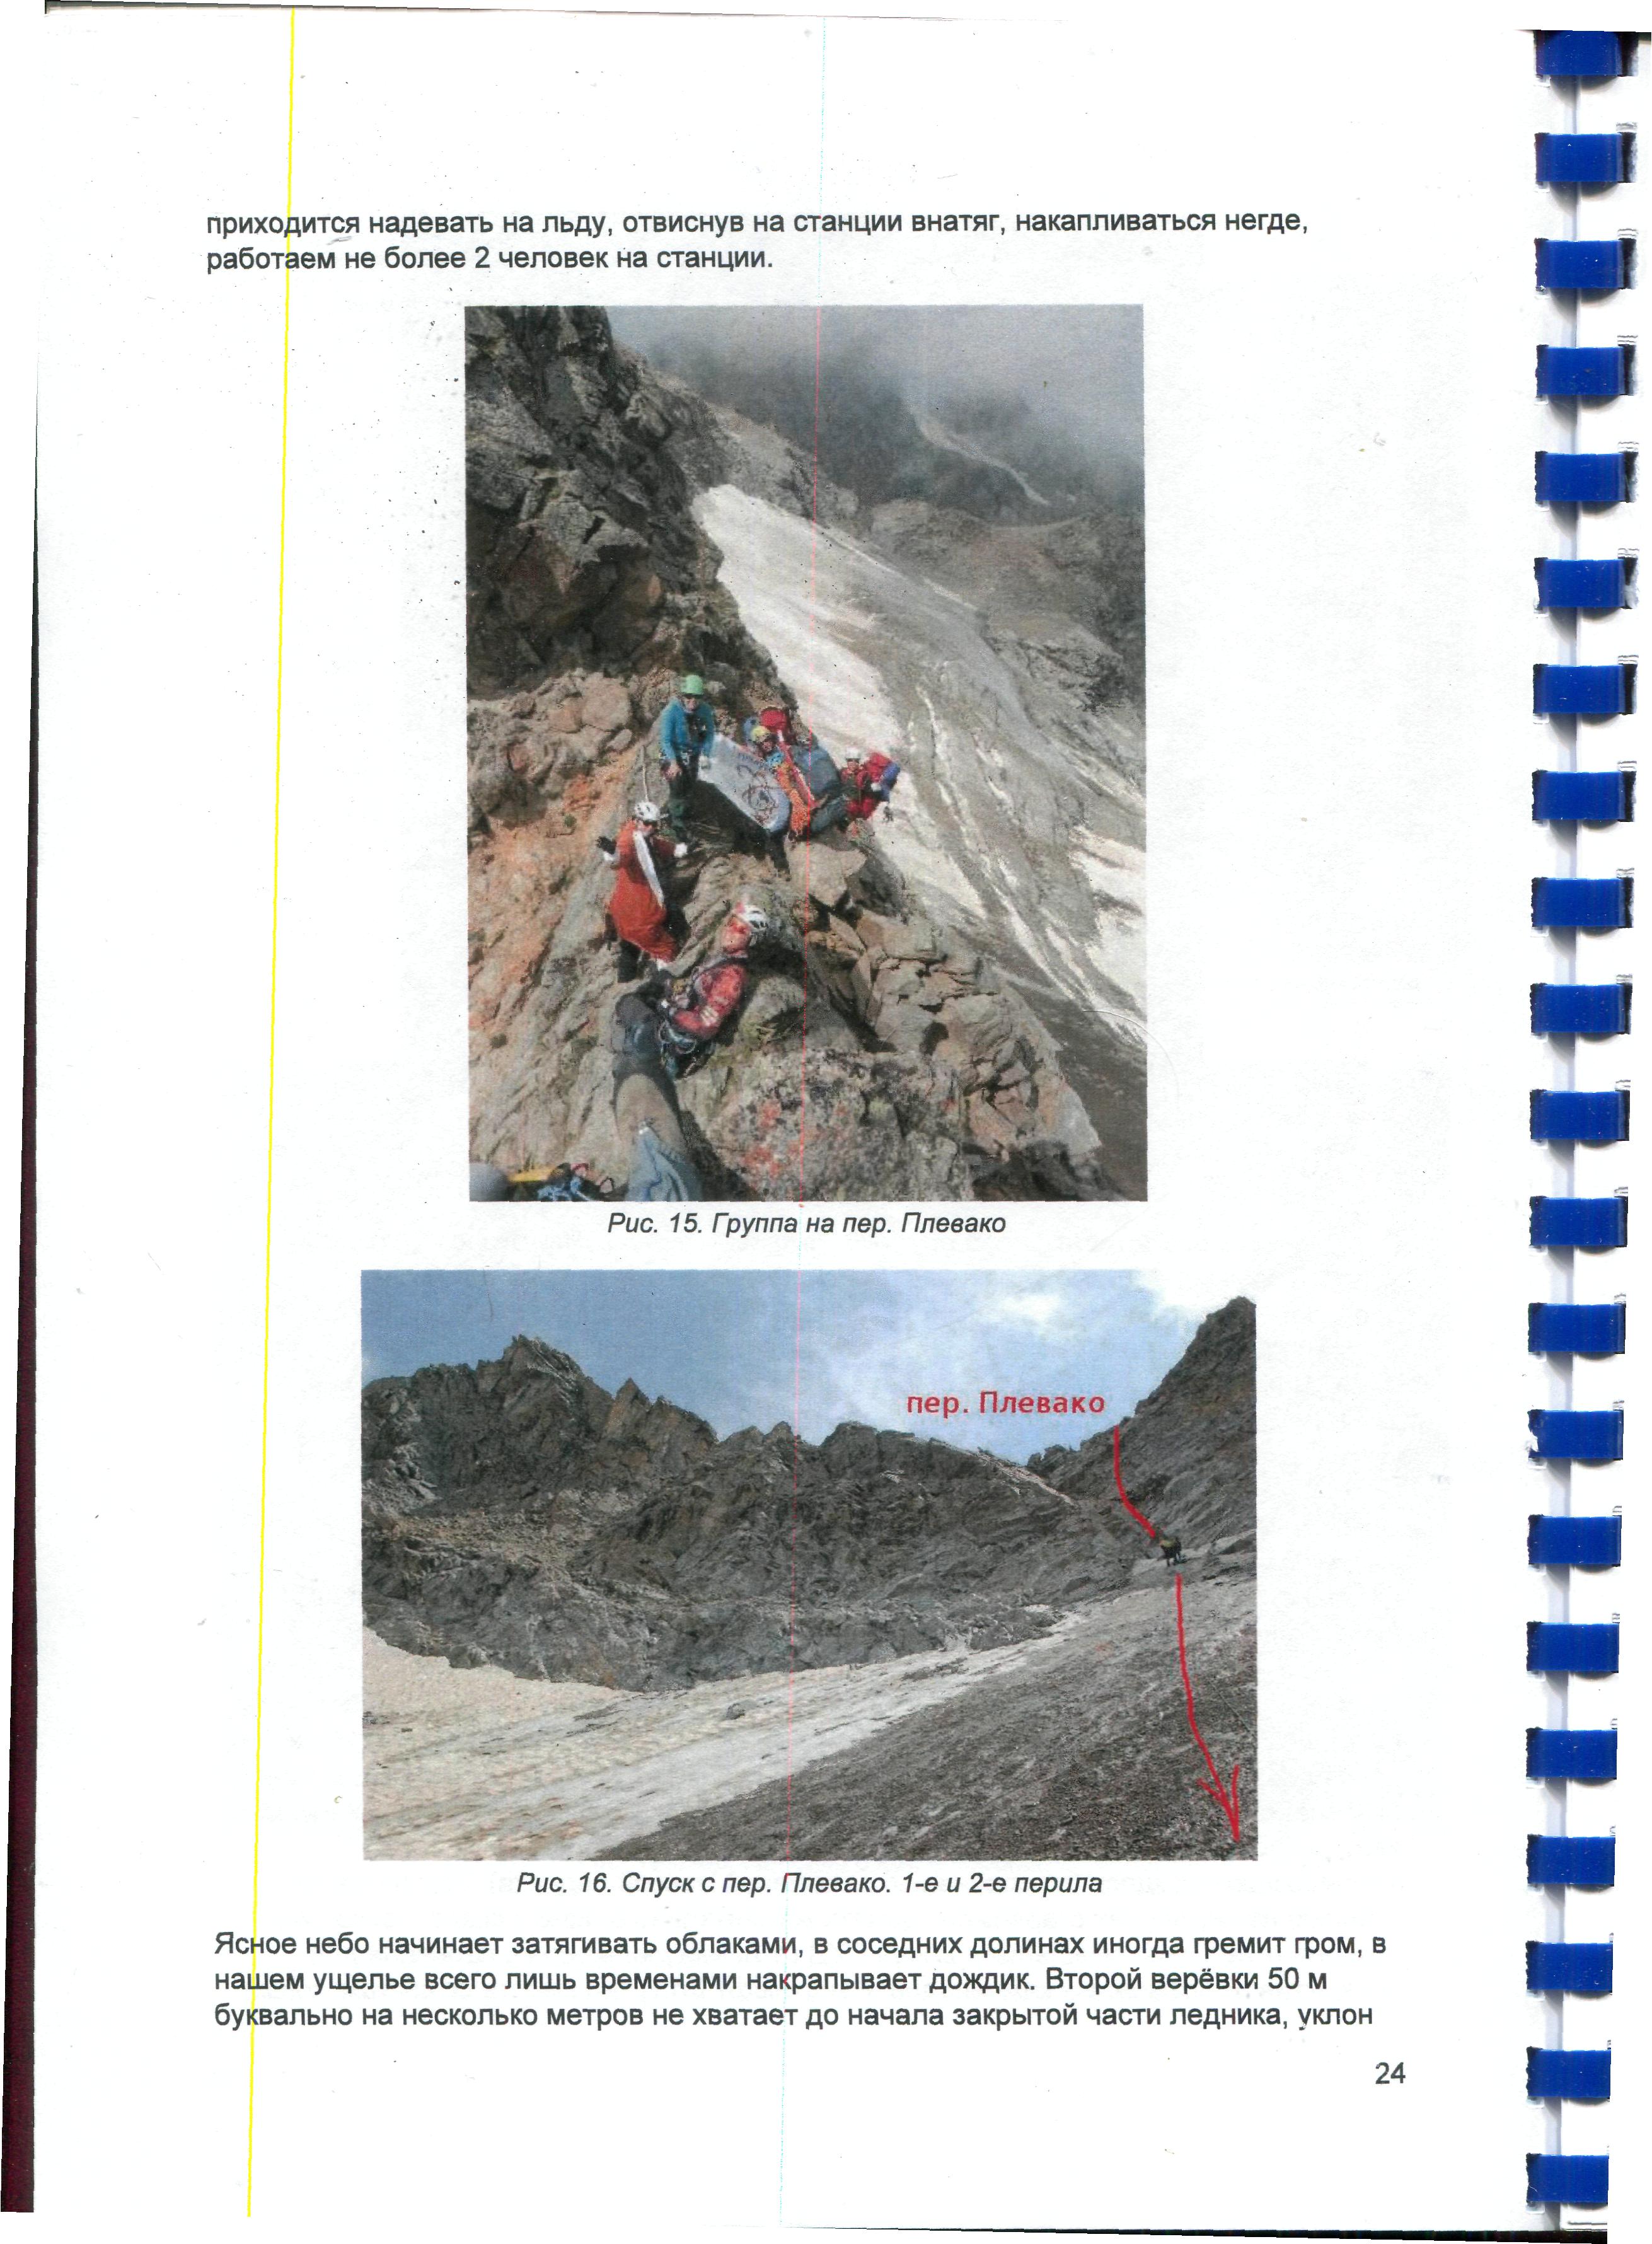 приходится надевать на льду, отвиснув на станции внатяг, накапливаться негде,
работаем не более 2 человек на станции.
Рис. 15. Группа на пер. Плевако
пер. Плевако
Рис. 16. Спуск с пер. Плевако. 1-е и 2-е перила
Ясное небо начинает затягивать облаками, в соседних долинах иногда гремит гром, в
нашем ущелье всего лишь временами накрапывает дождик. Второй верёвки 50 м
буквально на несколько метров не хватает до начала закрытой части ледника, уклон
24